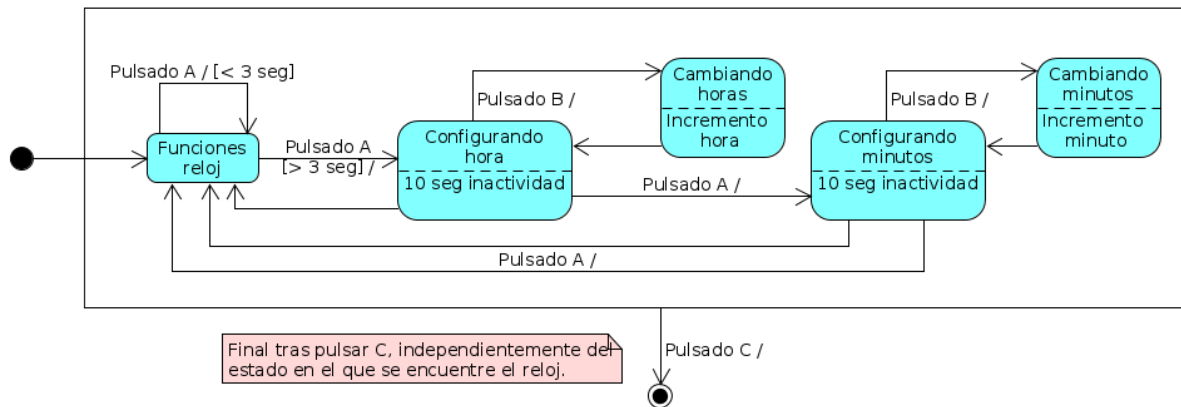 Pulsado A / [< 3 seg]
Funciones
reloj
Pulsado A
[> 3 seg] /
Configurando
hora
10 seg inactividad
Pulsado B /
Cambiando
horas
Incremento
hora
Pulsado A /
Configurando
minutos
10 seg inactividad
Pulsado B /
Cambiando
minutos
Incremento
minuto
Pulsado A /
Final tras pulsar C, independientemente del
estado en el que se encuentre el reloj.
Pulsado C /